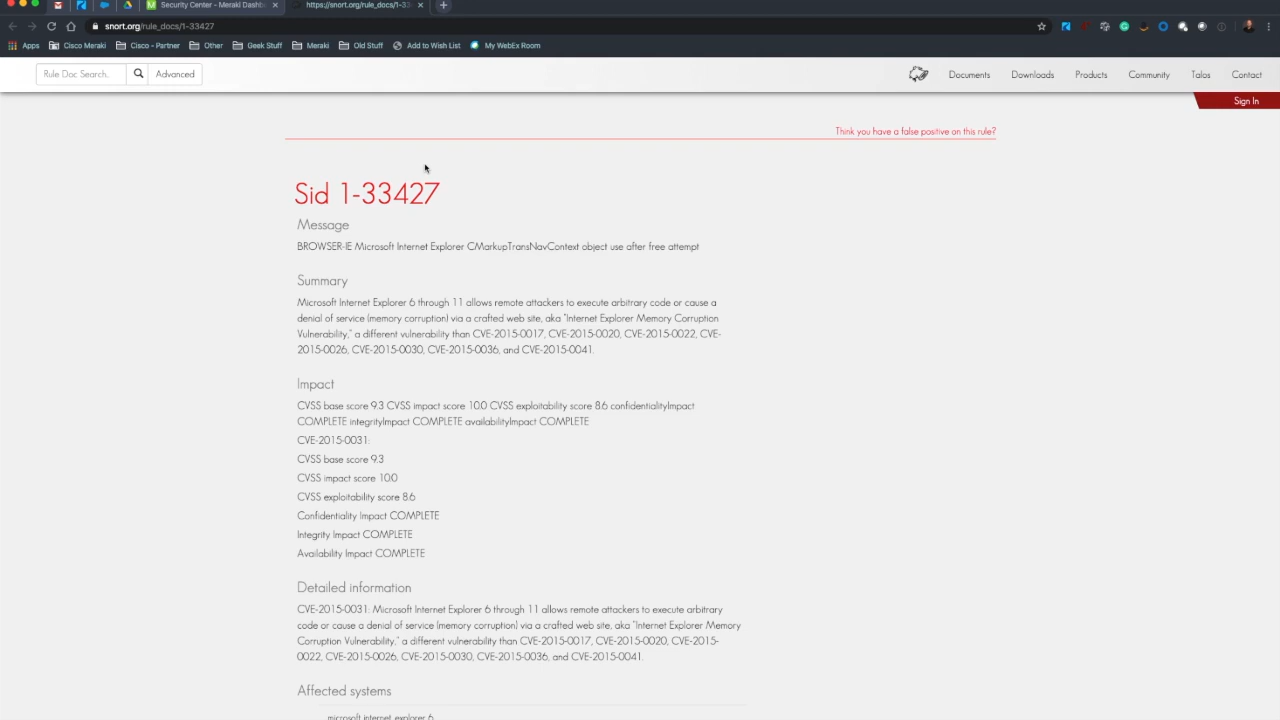 Security Center - Meraki Dashb
https://snort.org/rule_docs/1-33
snort.org/rule_docs/1-33427
Apps Cisco Meraki Cisco - Partner Other Geek Stuff Meraki Old Stuff Add to Wish List My WebEx Room
Rule Doc Search. Advanced Documents Downloads Products Community Talos Contact
Sign In
Think you have a false positive on this rule?
Sid 1-33427
Message
BROWSER-IE Microsoft Internet Explorer CMarkupTransNavContext object use after free attempt
Summary
Microsoft Internet Explorer 6 through 11 allows remote attackers to execute arbitrary code or cause a
denial of service (memory corruption) via a crafted web site, aka "Internet Explorer Memory Corruption
Vulnerability," a different vulnerability than CVE-2015-0017, CVE-2015-0020, CVE-2015-0022, CVE-
2015-0026, CVE-2015-0030, CVE-2015-0036, and CVE-2015-0041.
Impact
CVSS base score 9.3 CVSS impact score 10.0 CVSS exploitability score 8.6 confidentialityImpact
COMPLETE integrityImpact COMPLETE availabilityImpact COMPLETE
CVE-2015-0031:
CVSS base score 9.3
CVSS impact score 10.0
CVSS exploitability score 8.6
Confidentiality Impact COMPLETE
Integrity Impact COMPLETE
Availability Impact COMPLETE
Detailed information
CVE-2015-0031: Microsoft Internet Explorer 6 through 11 allows remote attackers to execute arbitrary
code or cause a denial of service (memory corruption) via a crafted web site, aka "Internet Explorer Memory
Corruption Vulnerability," a different vulnerability than CVE-2015-0017, CVE-2015-0020, CVE-2015-
0022, CVE-2015-0026, CVE-2015-0030, CVE-2015-0036, and CVE-2015-0041.
Affected systems
microsoft internet_explorer 6